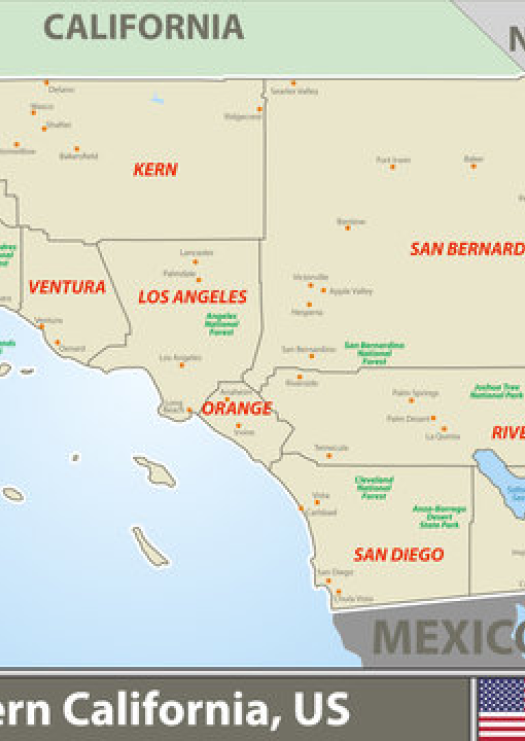 CALIFORNIA
N
Delano
Searles Valley
Wasco
Shafter
Ridgecrest
Bakersfield
KERN
Fort Irwin
Baker
Barstow
SAN BERNARD
Lancaster
Palmdale
VENTURA
LOS ANGELES
Victorville
Apple Valley
Hesperia
Angeles
National
Forest
Ventura
Oxnard
Los Angeles
San Bernardino
San Bernardino
National
Forest
Riverside
Joshua Tree
National Park
Anaheim
Long
Beach
ORANGE
Irvine
Palm Springs
Palm Desert
La Quinta
RIVE
Temecula
Cleveland
National
Forest
Vista
Carlsbad
Anza-Borrego
Desert
State Park
SAN DIEGO
San Diego
Chula Vista
MEXICO
ern California, US